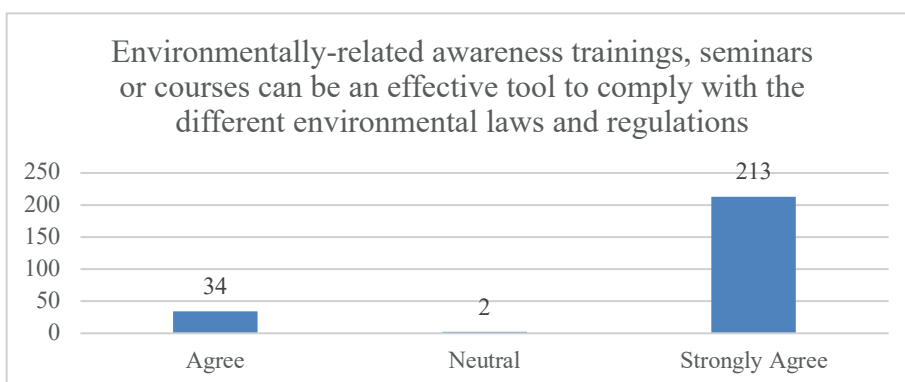 Environmentally-related awareness trainings, seminars
or courses can be an effective tool to comply with the
different environmental laws and regulations
250
200
150
100
50
0
34
2
213
Agree
Neutral
Strongly Agree